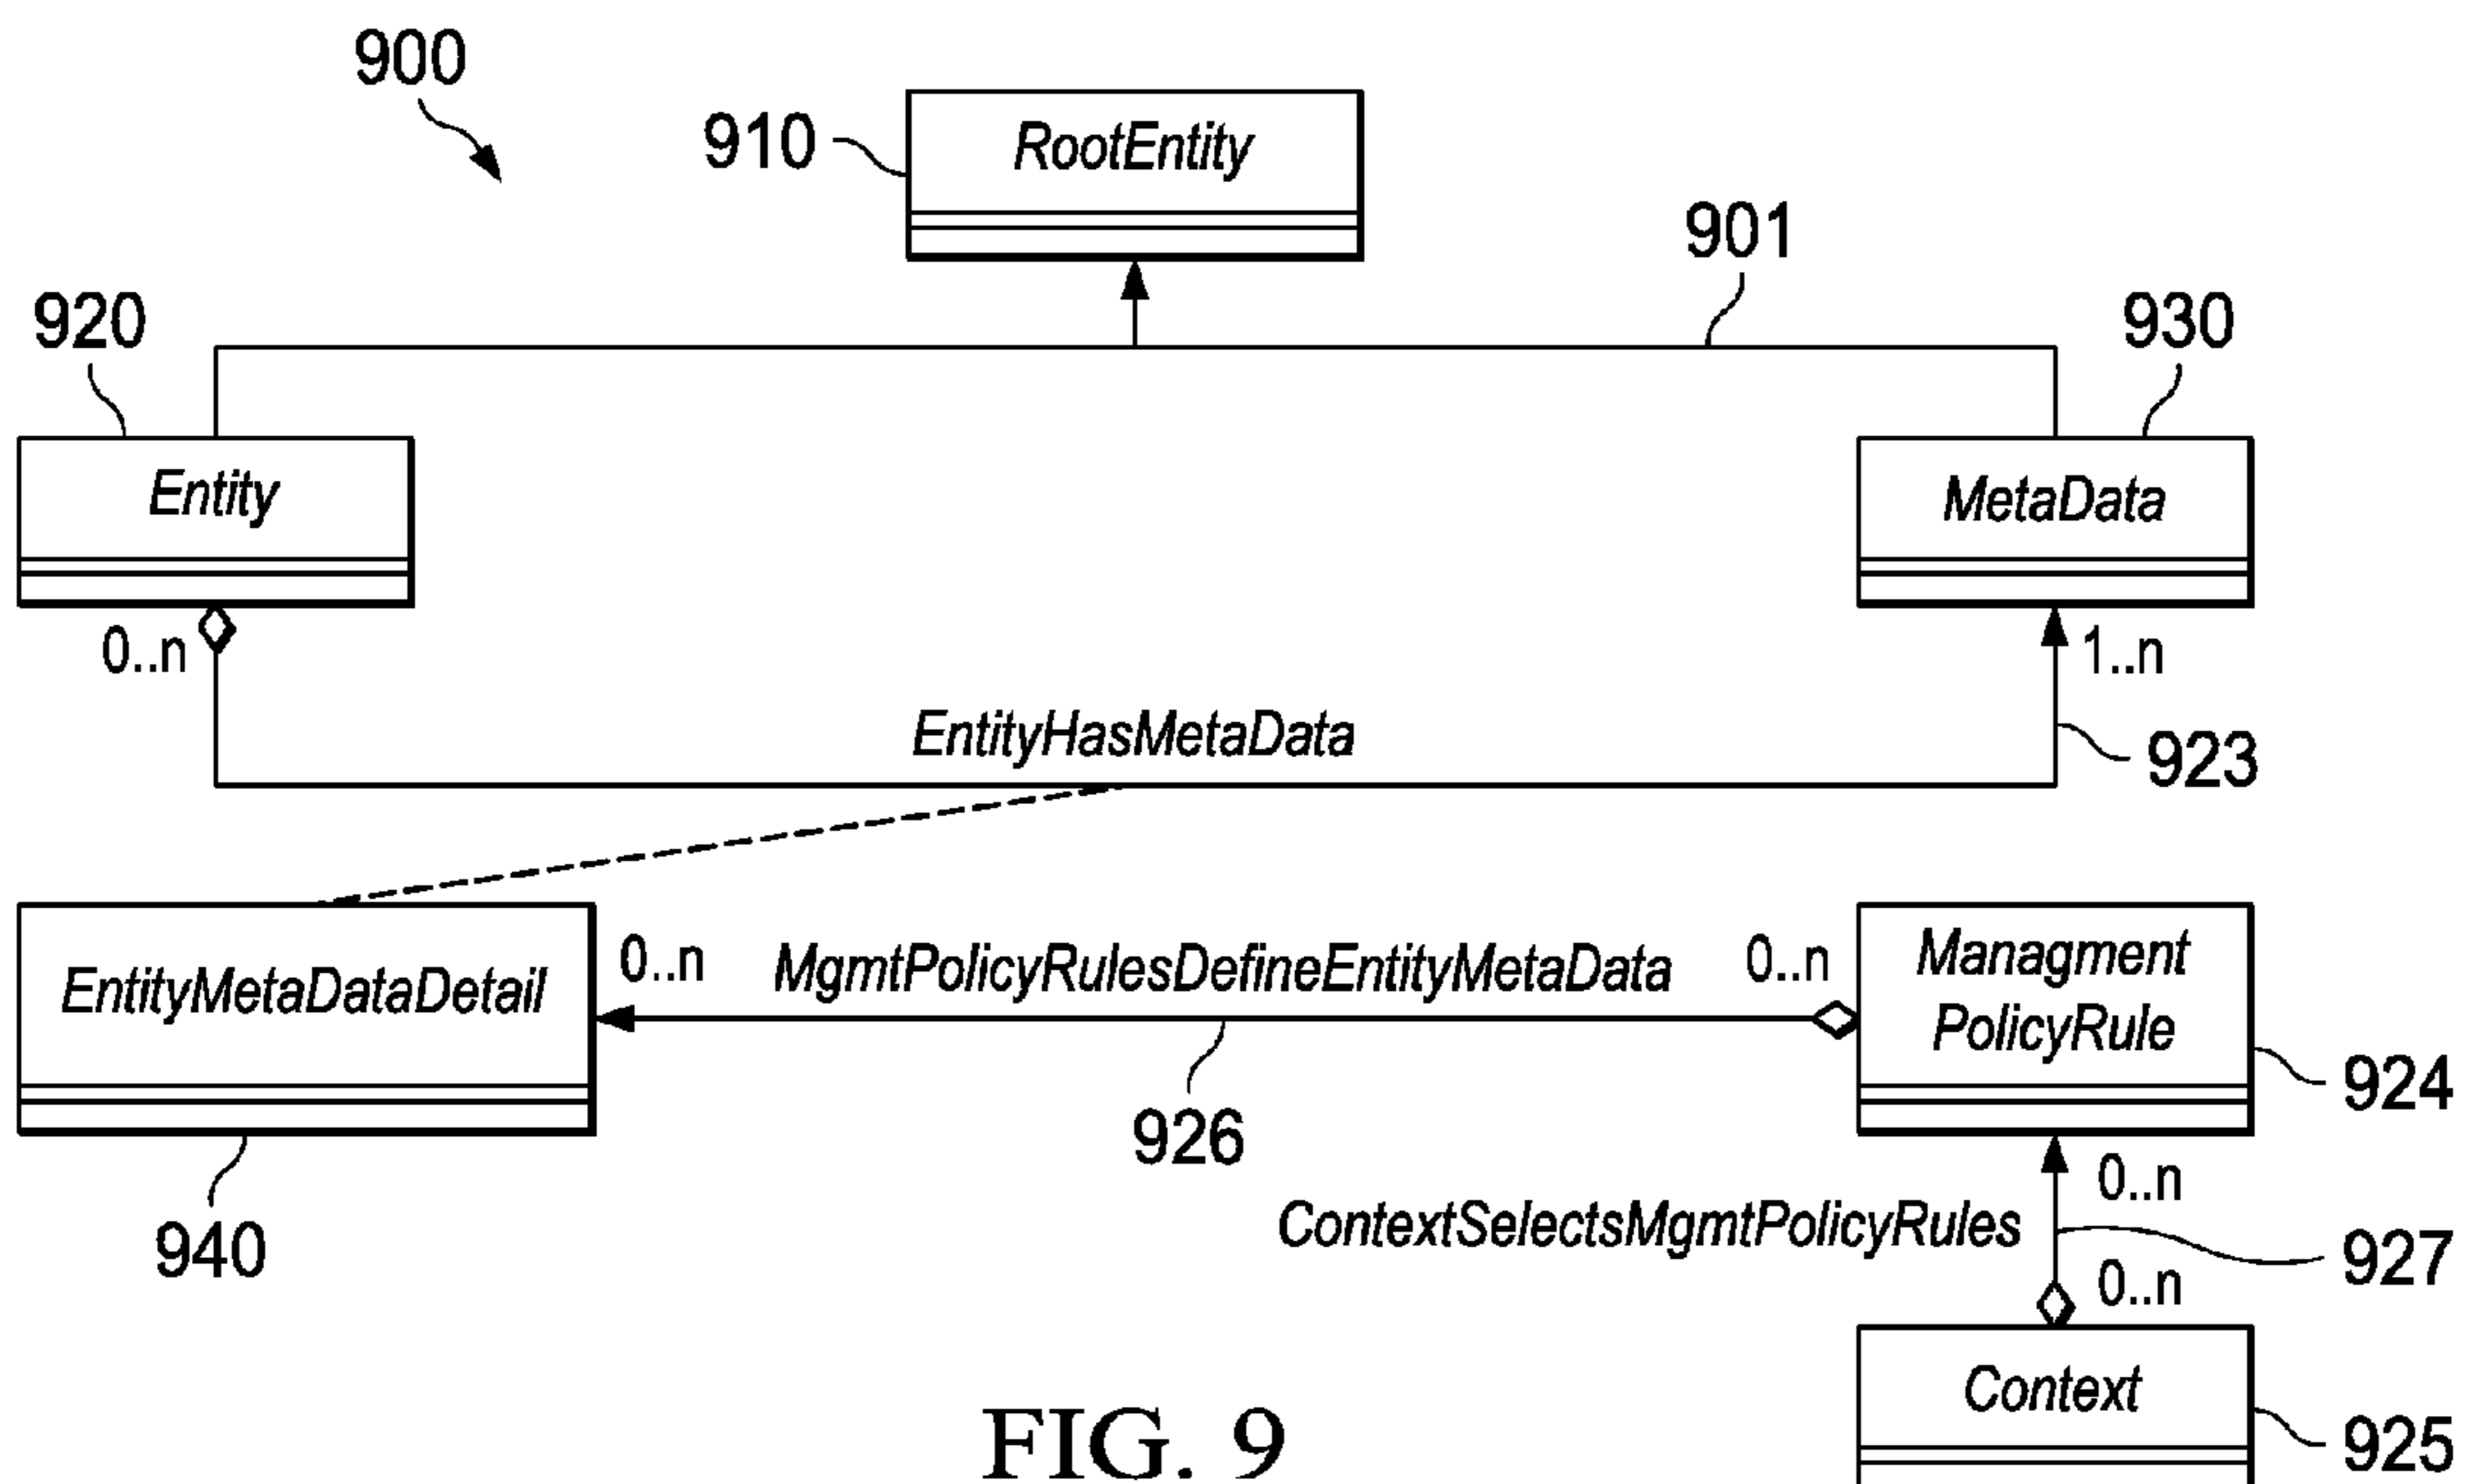 900
910
RootEntity
901
920
930
Entity
MetaData
0..n
1..n
EntityHasMetaData
923
EntityMetaDataDetail
0..n
MgmtPolicyRulesDefineEntityMetaData
0..n
Managment
PolicyRule
924
926
940
0..n
ContextSelectsMgmtPolicyRules
927
0..n
Context
925
FIG. 9